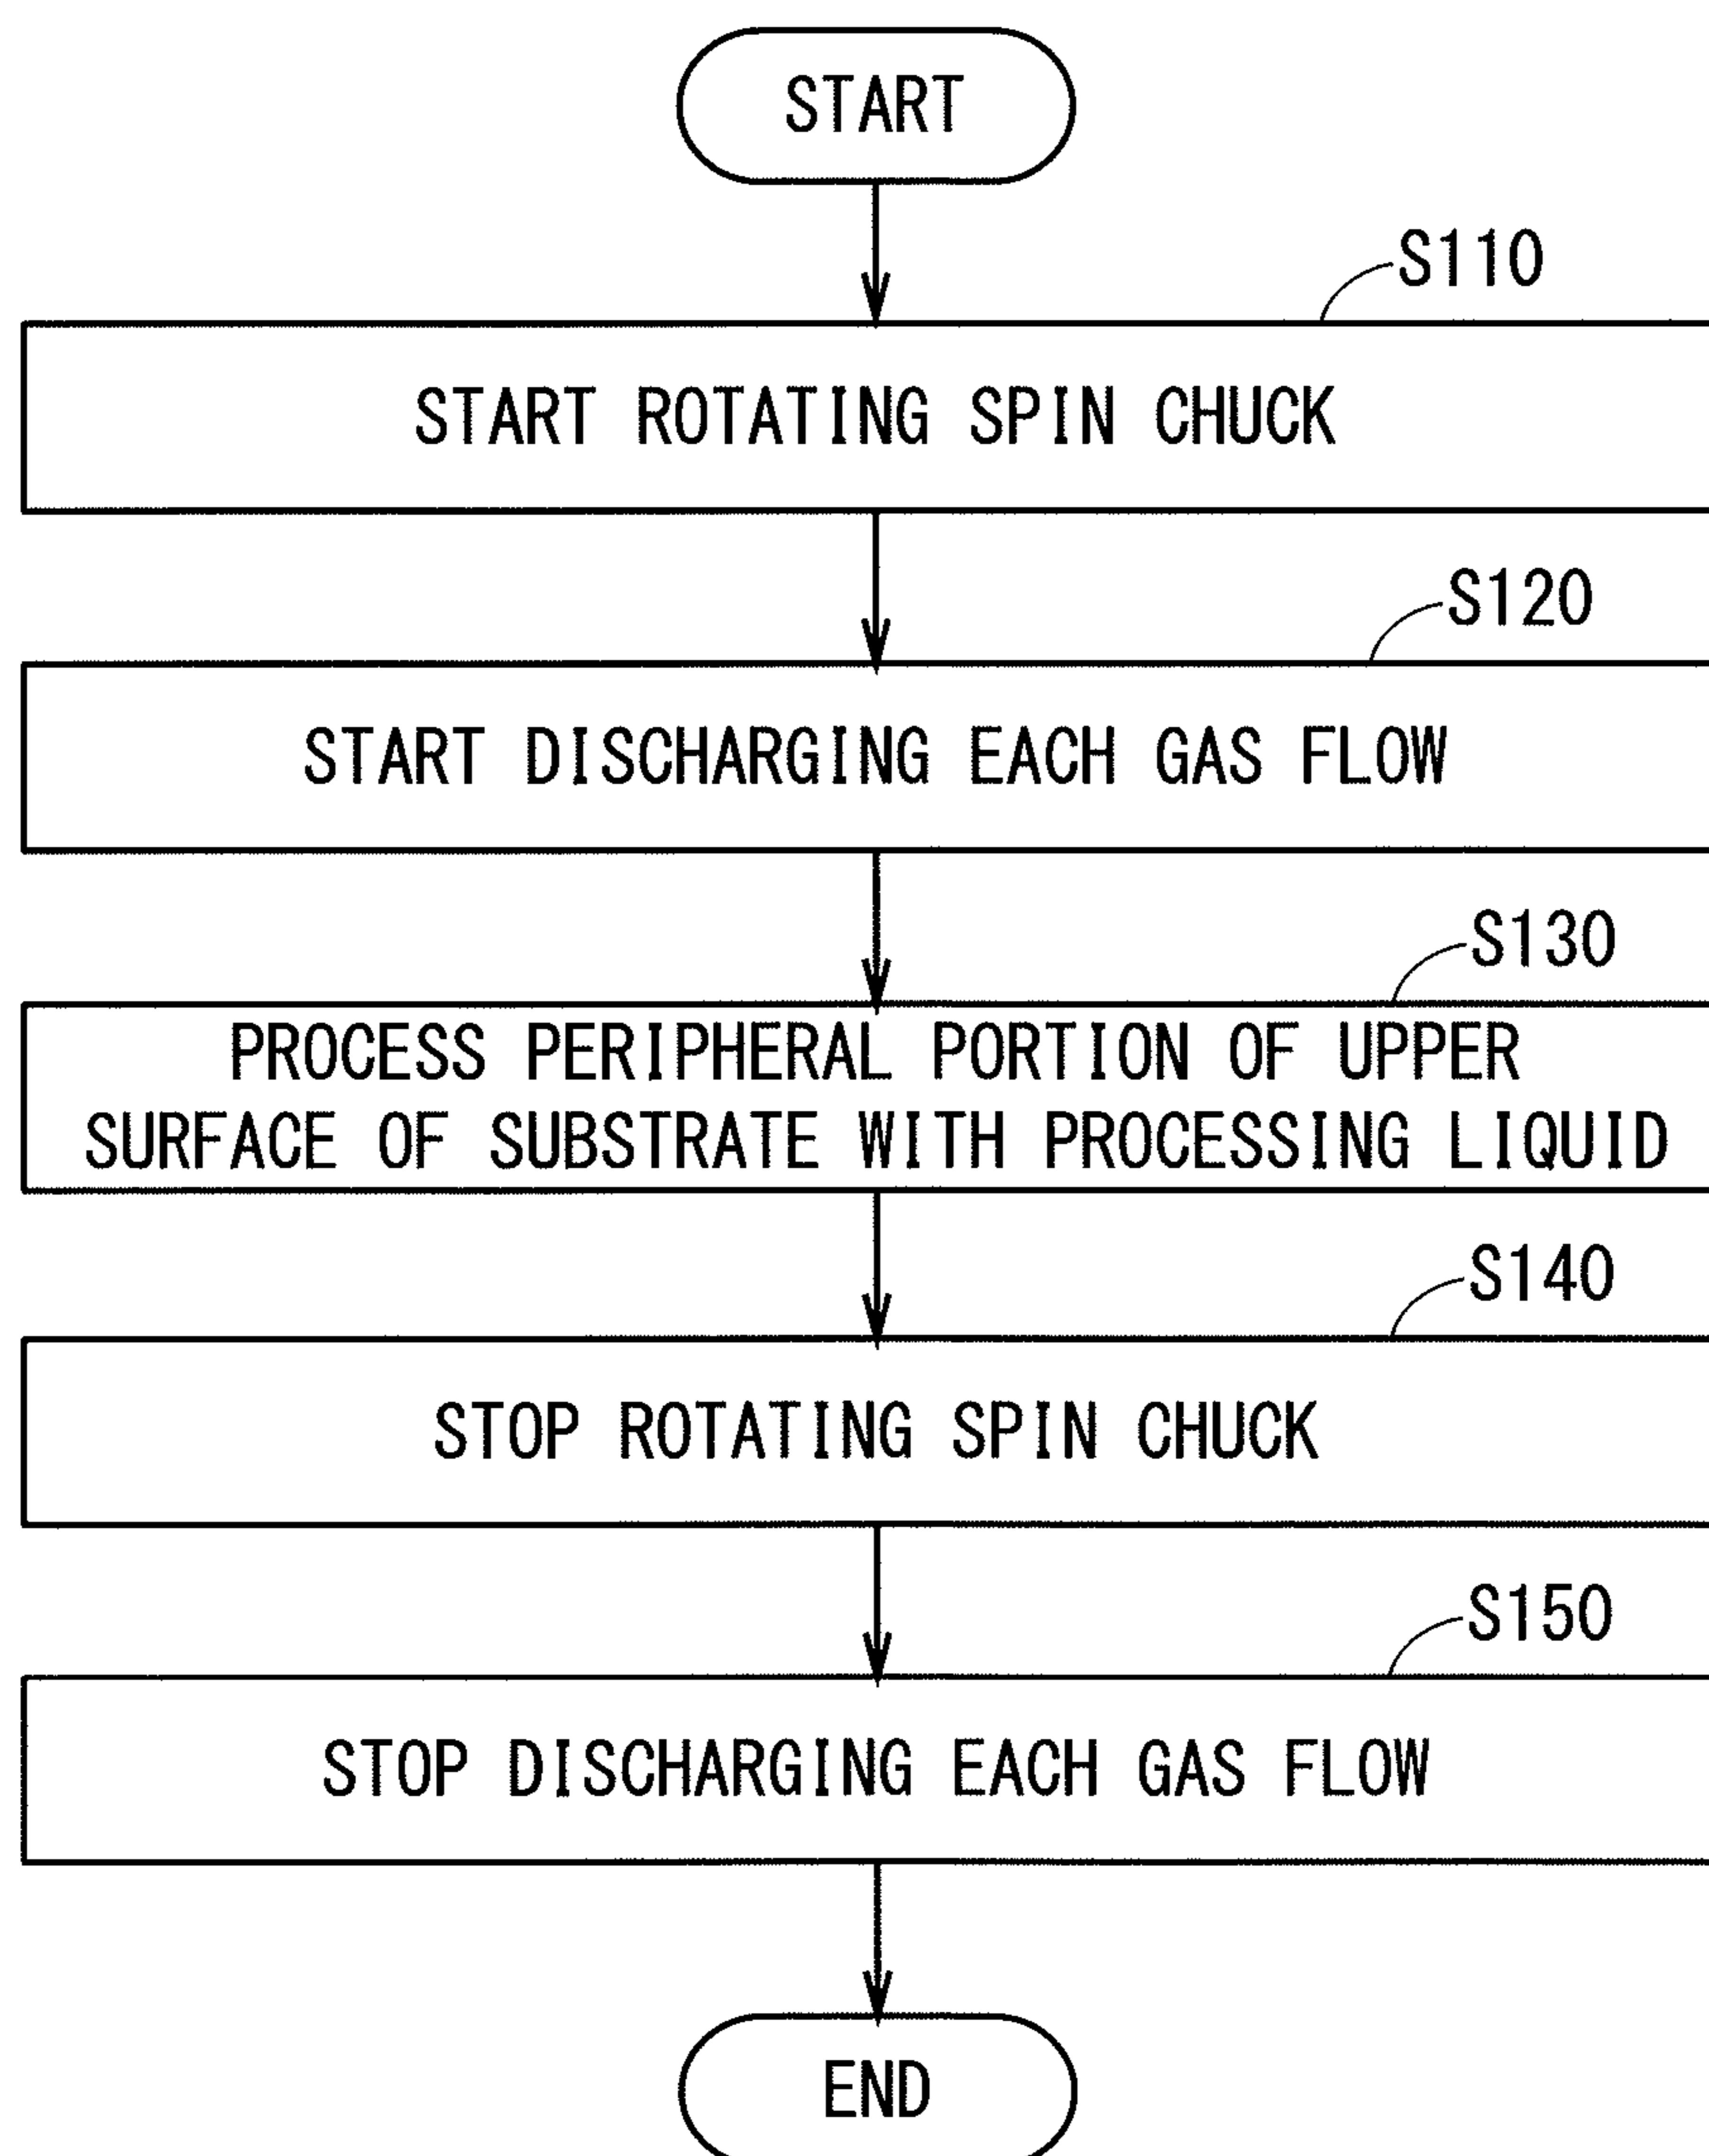 START
S110
START ROTATING SPIN CHUCK
S120
START DISCHARGING EACH GAS FLOW
S130
PROCESS PERIPHERAL PORTION OF UPPER
SURFACE OF SUBSTRATE WITH PROCESSING LIQUID
S140
STOP ROTATING SPIN CHUCK
S150
STOP DISCHARGING EACH GAS FLOW
END